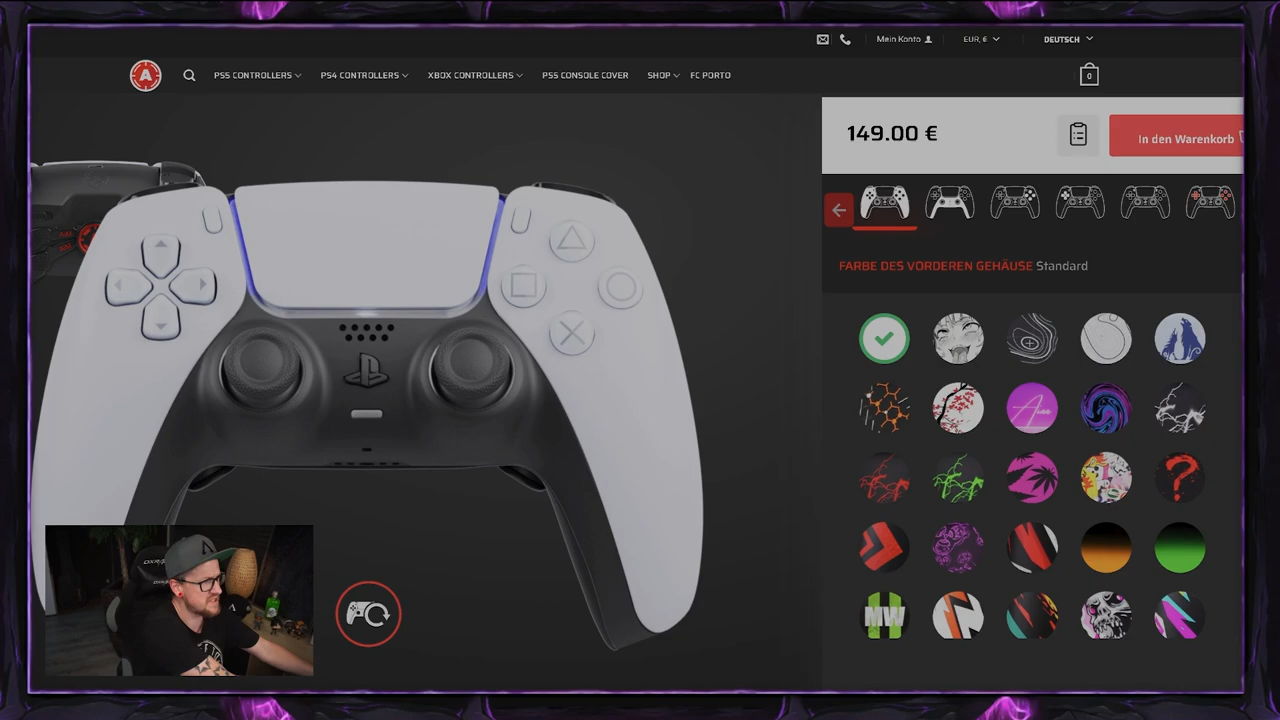 Mein Konto
EUR, €
DEUTSCH
A
PS5 CONTROLLERS
PS4 CONTROLLERS
XBOX CONTROLLERS
PS5 CONSOLE COVER
SHOP
FC PORTO
0
149.00 €
In den Warenkorb
FARBE DES VORDEREN GEHÄUSE Standard
?
MW